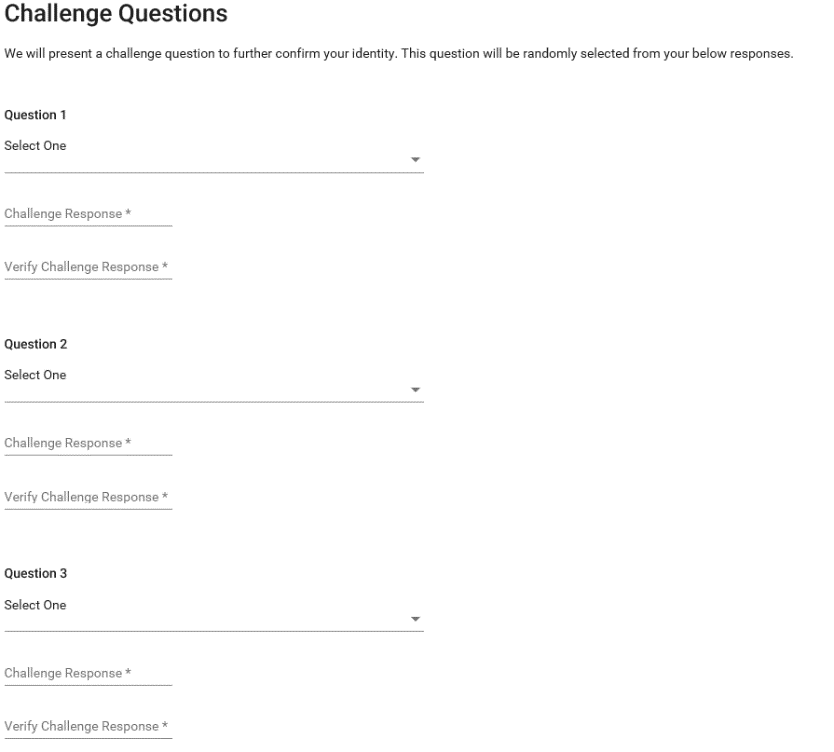 Challenge Questions
We will present a challenge question to further confirm your identity. This question will be randomly selected from your below responses.
Question 1
Select One
Challenge Response *
Verify Challenge Response *
Question 2
Select One
Challenge Response *
Verify Challenge Response *
Question 3
Select One
Challenge Response *
Verify Challenge Response *